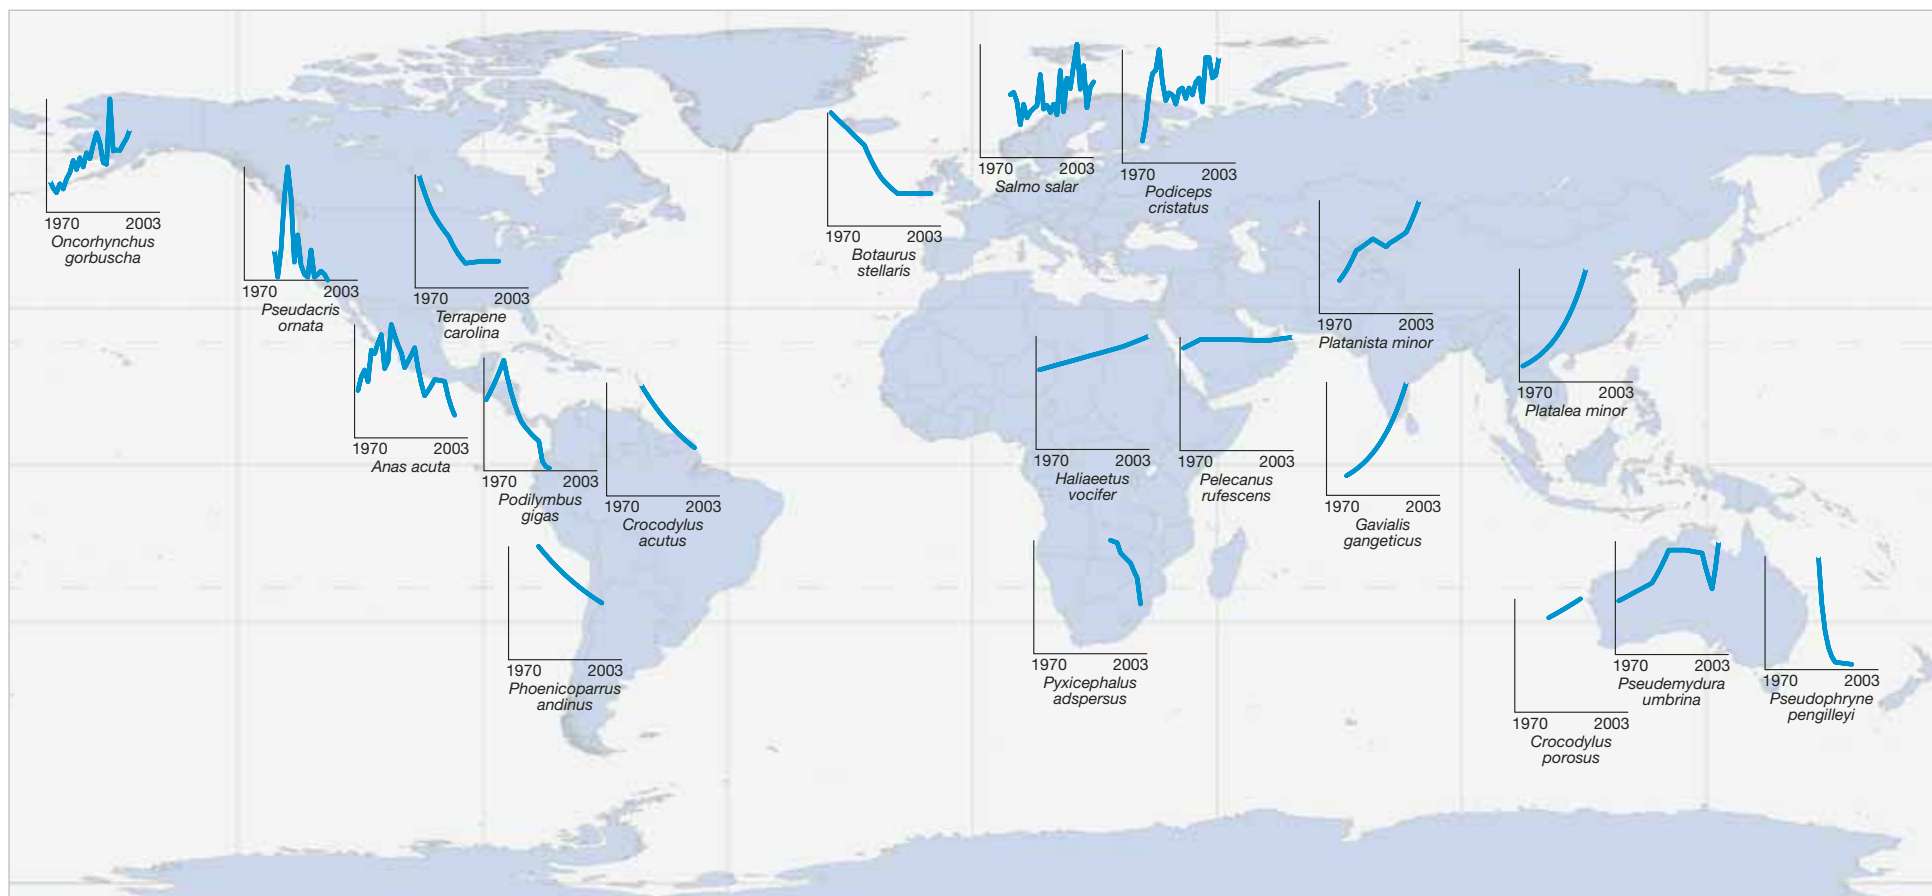 1970 2003
Oncorhynchus
gorbuscha
1970 2003
Pseudacris
ornata
1970 2003
Terrapene
carolina
1970 2003
Anas acuta
1970 2003
Podilymbus
gigas
1970 2003
Crocodylus
acutus
1970 2003
Phoenicoparrus
andinus
1970 2003
Botaurus
stellaris
1970 2003
Salmo salar
1970 2003
Podiceps
cristatus
1970 2003
Haliaeetus
vocifer
1970 2003
Pelecanus
rufescens
1970 2003
Pyxicephalus
adspersus
1970 2003
Platanista minor
1970 2003
Gavialis
gangeticus
1970 2003
Platalea minor
1970 2003
Crocodylus
porosus
1970 2003
Pseudemydura
umbrina
1970 2003
Pseudophryne
pengilleyi